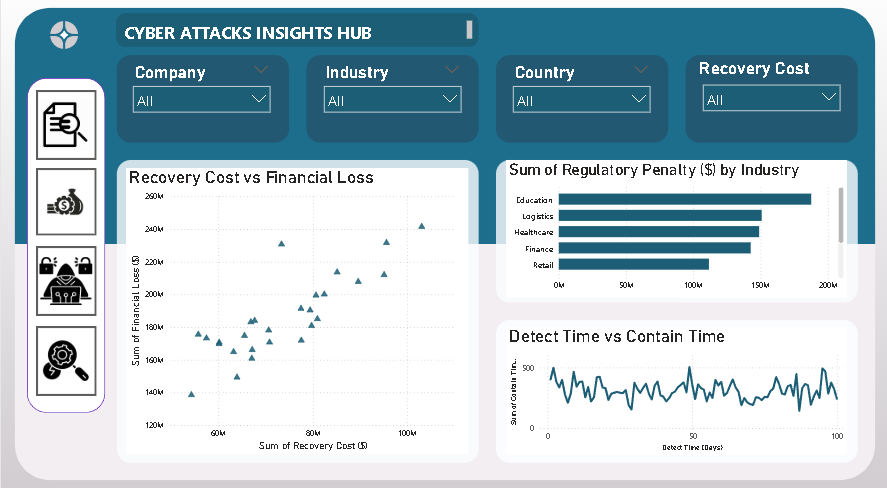 CYBER ATTACKS INSIGHTS HUB
Company
All
Industry
All
Country
All
Recovery Cost
All
Recovery Cost vs Financial Loss
Sum of Financial Loss ($)
260M
240M
220M
200M
180M
160M
140M
120M
60M
80M
100M
Sum of Recovery Cost ($)
Sum of Regulatory Penalty ($) by Industry
Education
Logistics
Healthcare
Finance
Retail
0M
50M
100M
150M
200M
Detect Time vs Contain Time
Sum of Contain Tim...
500
0
0
50
100
Detect Time (Days)